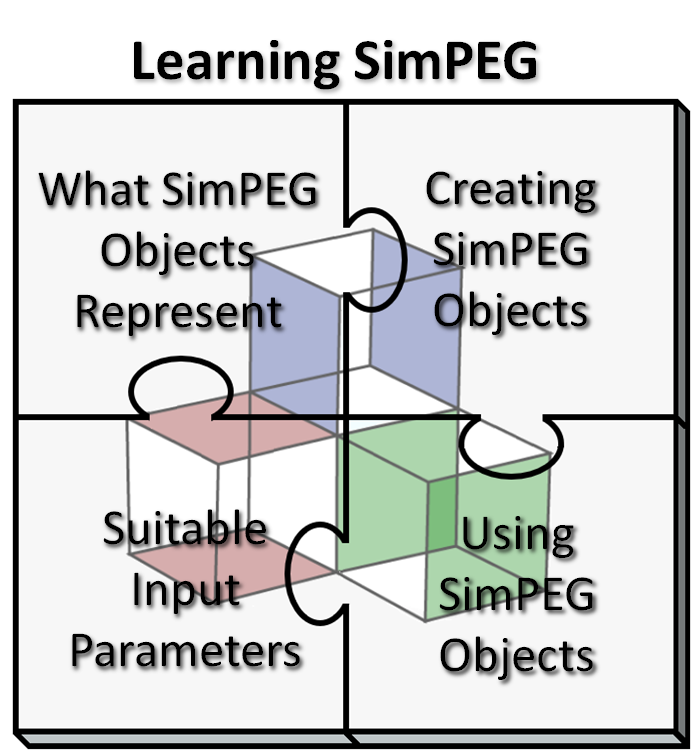 Learning SimPEG
What SimPEG
Objects
Represent
Creating
SimPEG
Objects
Suitable
Input
Parameters
Using
SimPEG
Objects